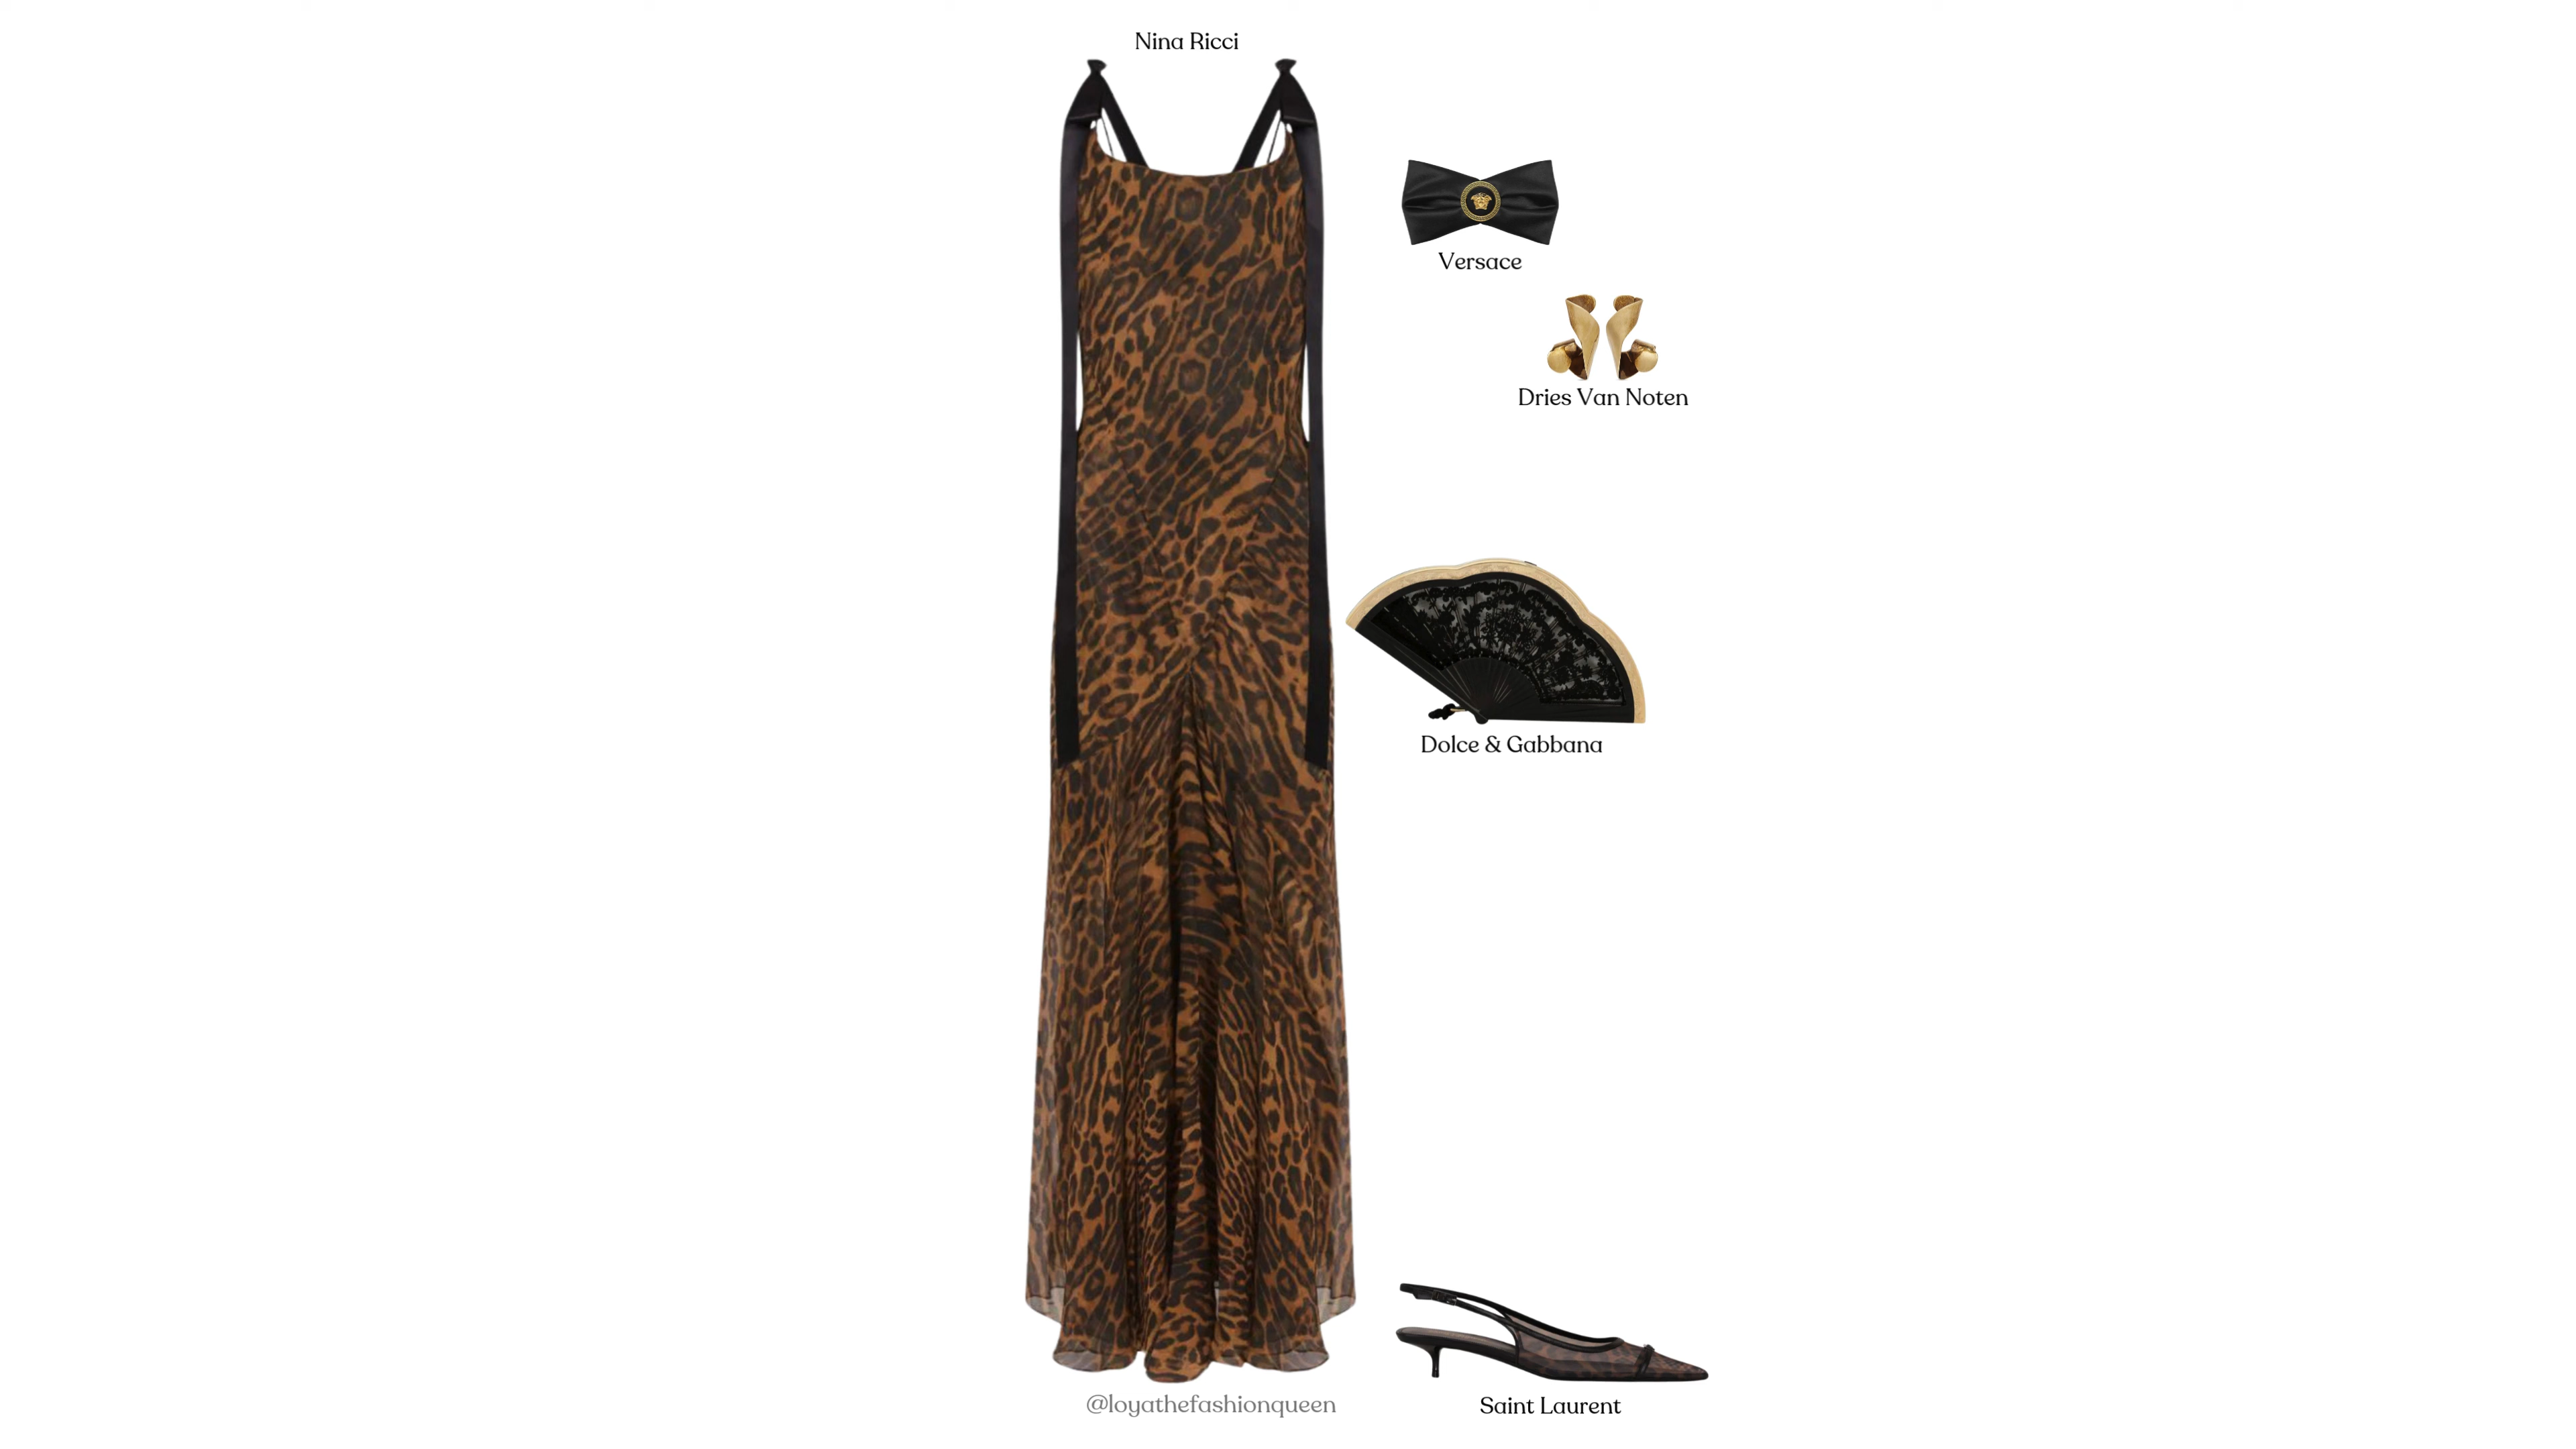 Nina Ricci
Versace
Dries Van Noten
Dolce & Gabbana
@loyathefashionqueen
Saint Laurent